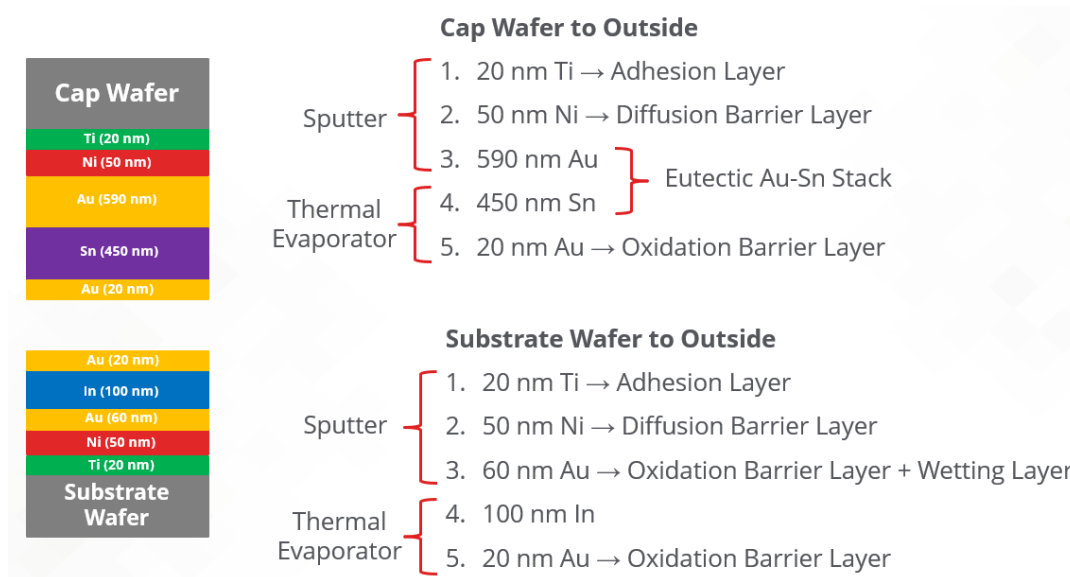 Cap Wafer to Outside
Cap Wafer
Ti (20 nm)
Ni (50 nm)
Au (590 nm)
Sn (450 nm)
Au (20 nm)
Sputter
1. 20 nm Ti → Adhesion Layer
2. 50 nm Ni → Diffusion Barrier Layer
3. 590 nm Au
Eutectic Au-Sn Stack
Thermal
Evaporator
4. 450 nm Sn
5. 20 nm Au → Oxidation Barrier Layer
Substrate Wafer to Outside
Au (20 nm)
In (100 nm)
Au (60 nm)
Ni (50 nm)
Ti (20 nm)
Substrate
Wafer
Sputter
1. 20 nm Ti → Adhesion Layer
2. 50 nm Ni → Diffusion Barrier Layer
3. 60 nm Au → Oxidation Barrier Layer + Wetting Layer
Thermal
Evaporator
4. 100 nm In
5. 20 nm Au → Oxidation Barrier Layer